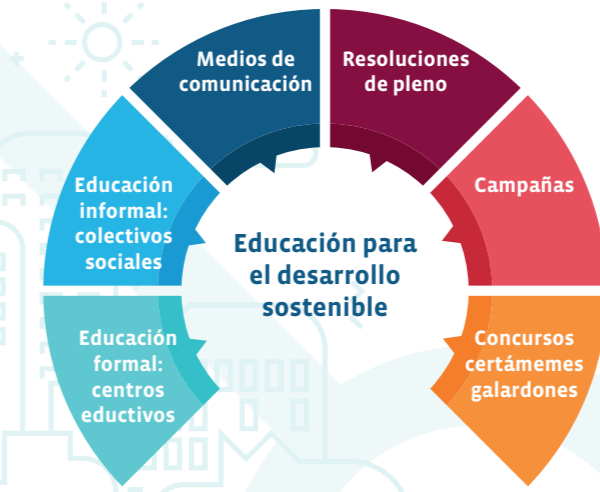 Medios de
comunicación
Resoluciones
de pleno
Educación
informal:
colectivos
sociales
Campañas
Educación para
el desarrollo
sostenible
Educación
formal:
centros
eductivos
Concursos
certámemes
galardones